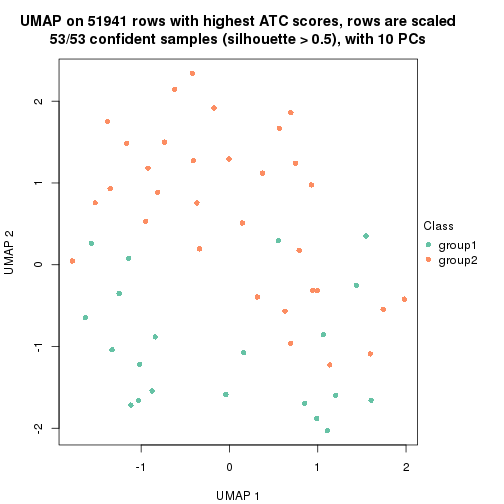 UMAP on 51941 rows with highest ATC scores, rows are scaled
53/53 confident samples (silhouette > 0.5), with 10 PCs
2
1
0
-1
-2
UMAP 2
-1
0
1
2
UMAP 1
Class
group1
group2